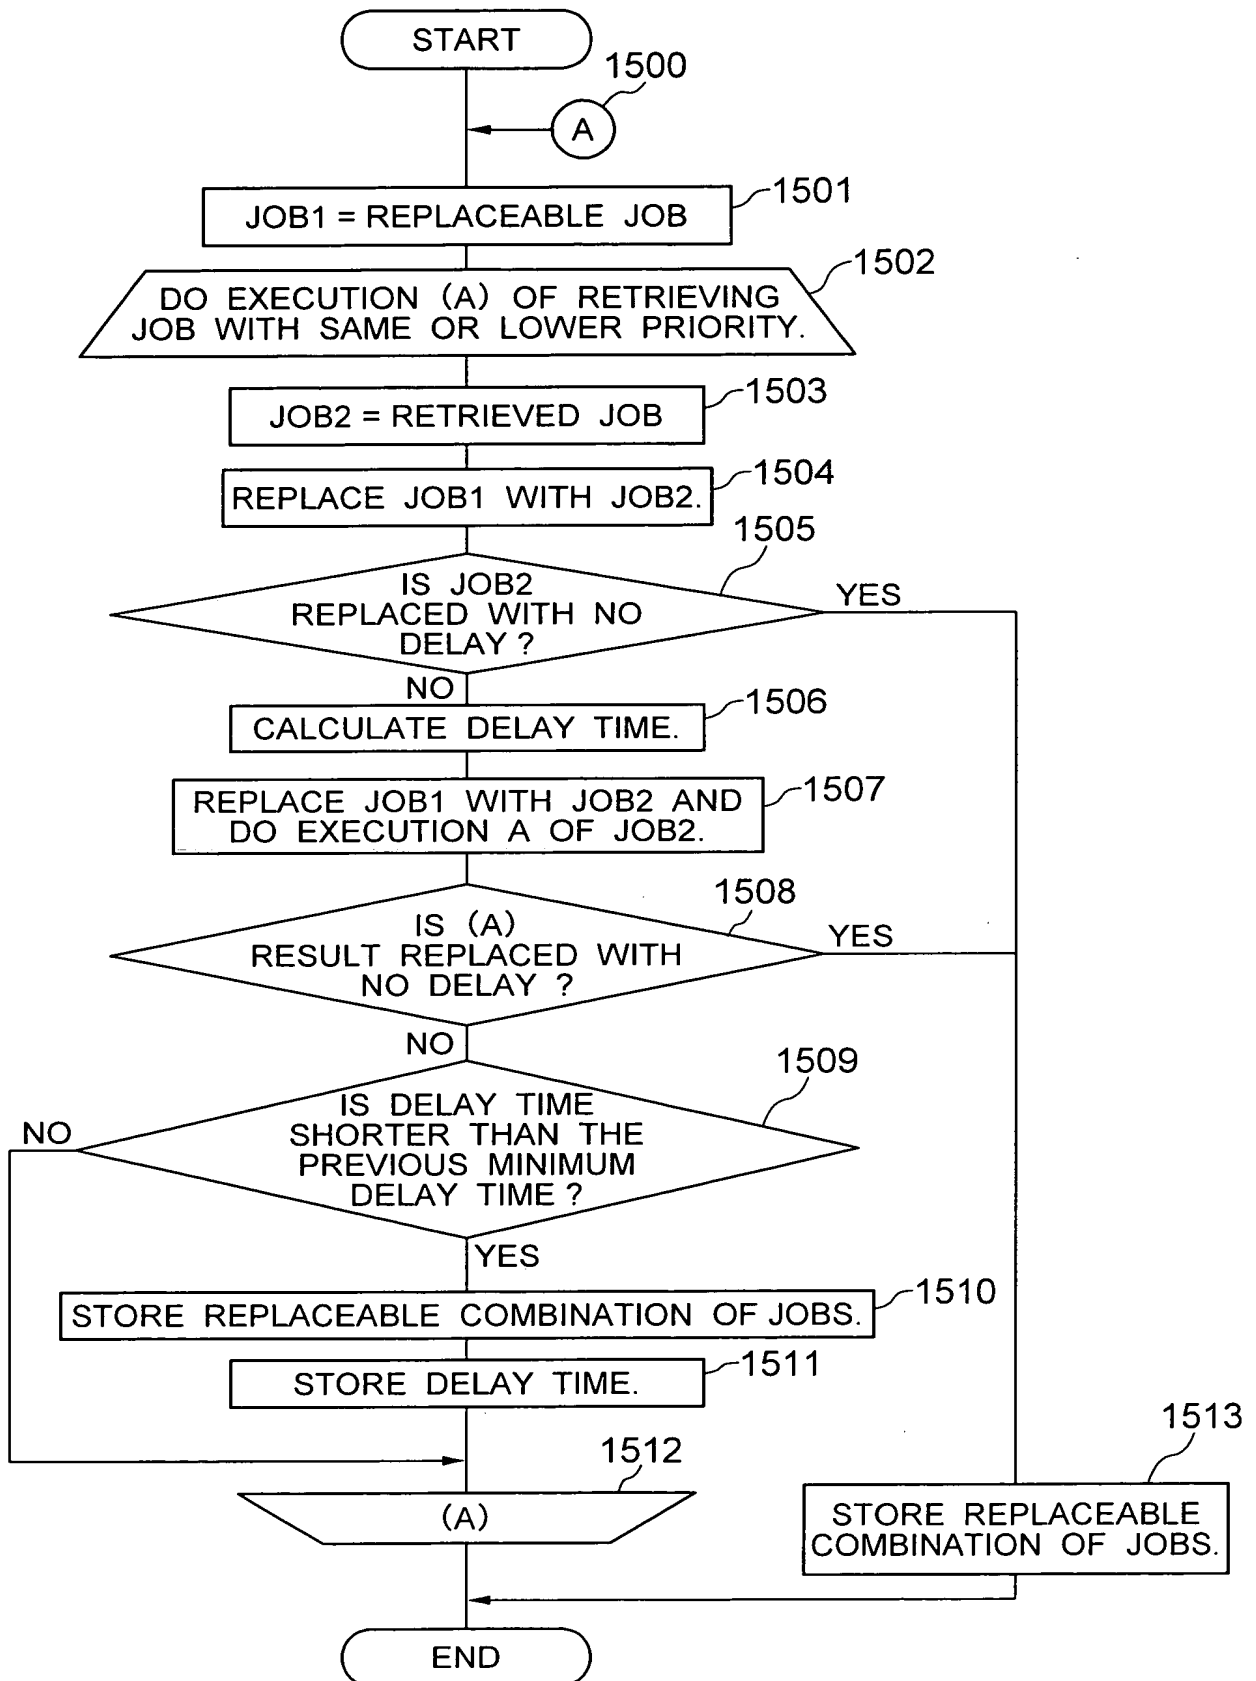 START
1500
A
1501
JOB1 = REPLACEABLE JOB
1502
DO EXECUTION (A) OF RETRIEVING
JOB WITH SAME OR LOWER PRIORITY.
1503
JOB2 = RETRIEVED JOB
1504
REPLACE JOB1 WITH JOB2.
1505
IS JOB2
REPLACED WITH NO
DELAY ?
YES
NO
1506
CALCULATE DELAY TIME.
1507
REPLACE JOB1 WITH JOB2 AND
DO EXECUTION A OF JOB2.
1508
IS (A)
RESULT REPLACED WITH
NO DELAY ?
YES
NO
1509
IS DELAY TIME
SHORTER THAN THE
PREVIOUS MINIMUM
DELAY TIME ?
NO
YES
1510
STORE REPLACEABLE COMBINATION OF JOBS.
1511
STORE DELAY TIME.
1512
(A)
1513
STORE REPLACEABLE
COMBINATION OF JOBS.
END